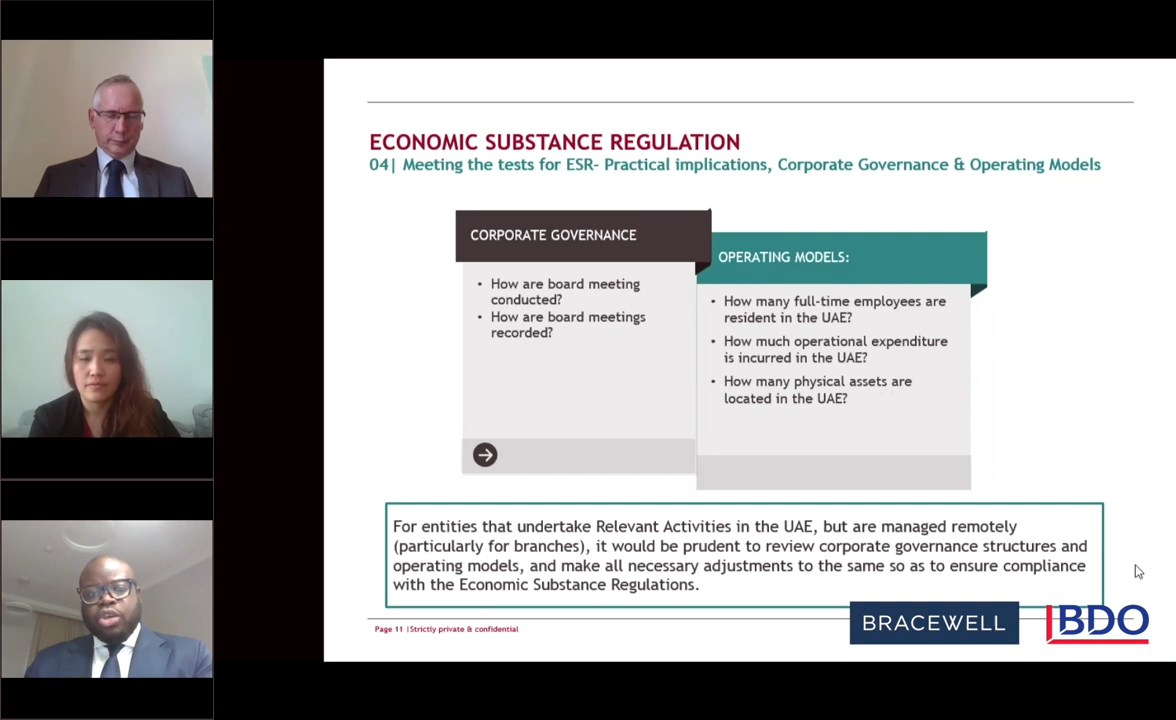 ECONOMIC SUBSTANCE REGULATION
04| Meeting the tests for ESR- Practical implications, Corporate Governance & Operating Models
CORPORATE GOVERNANCE
• How are board meeting
conducted?
• How are board meetings
recorded?
OPERATING MODELS:
• How many full-time employees are
resident in the UAE?
• How much operational expenditure
is incurred in the UAE?
• How many physical assets are
located in the UAE?
For entities that undertake Relevant Activities in the UAE, but are managed remotely
(particularly for branches), it would be prudent to review corporate governance structures and
operating models, and make all necessary adjustments to the same so as to ensure compliance
with the Economic Substance Regulations.
Page 11 |Strictly private & confidential
BRACEWELL
BDO